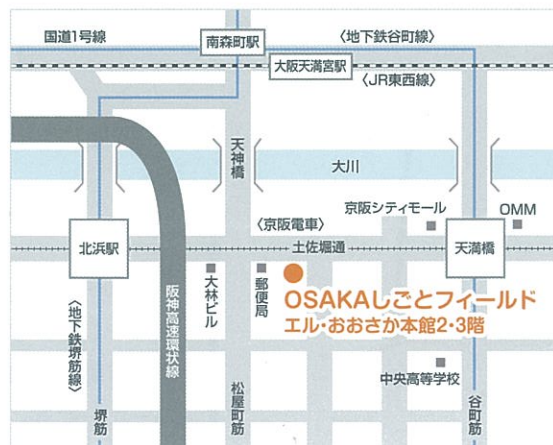 国道1号線
南森町駅
〈地下鉄谷町線〉
大阪天満宮駅
〈JR東西線〉
天神橋
大川
京阪シティモール
OMM
〈京阪電車〉
北浜駅
土佐堀通
天満橋
大林ビル
郵便局
OSAKAしごとフィールド
エル・おおさか本館2・3階
阪神高速環状線
〈地下鉄堺筋線〉
中央高等学校
堺筋
松屋町筋
谷町筋